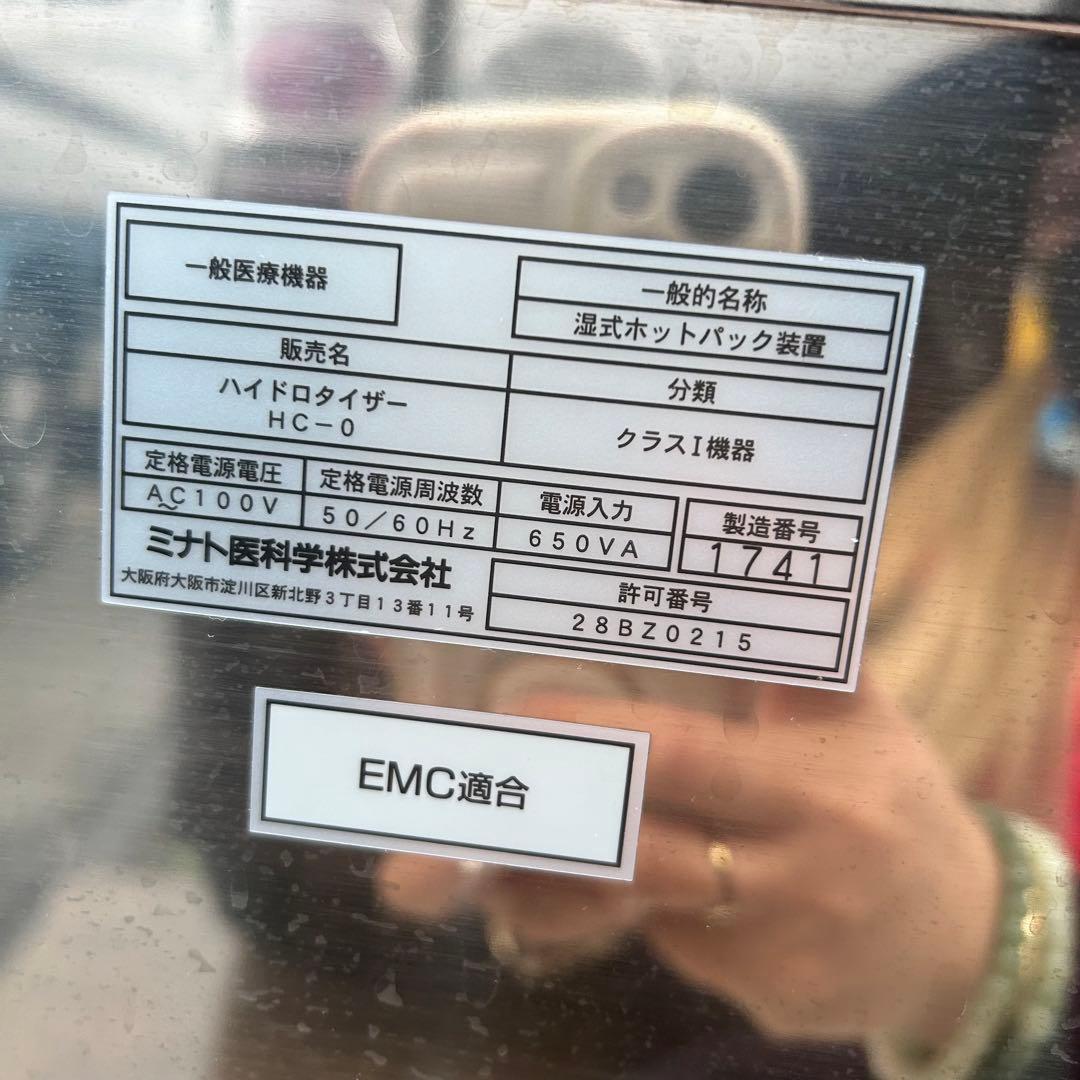 一般医療機器
一般的名称
湿式ホットパック装置
販売名
ハイドロタイザー
HC-0
分類
クラスI機器
定格電源電圧
AC100V
定格電源周波数
50/60Hz
電源入力
650VA
製造番号
1741
ミナト医科学株式会社
大阪府大阪市淀川区新北野3丁目13番11号
許可番号
28BZ0215
EMC適合